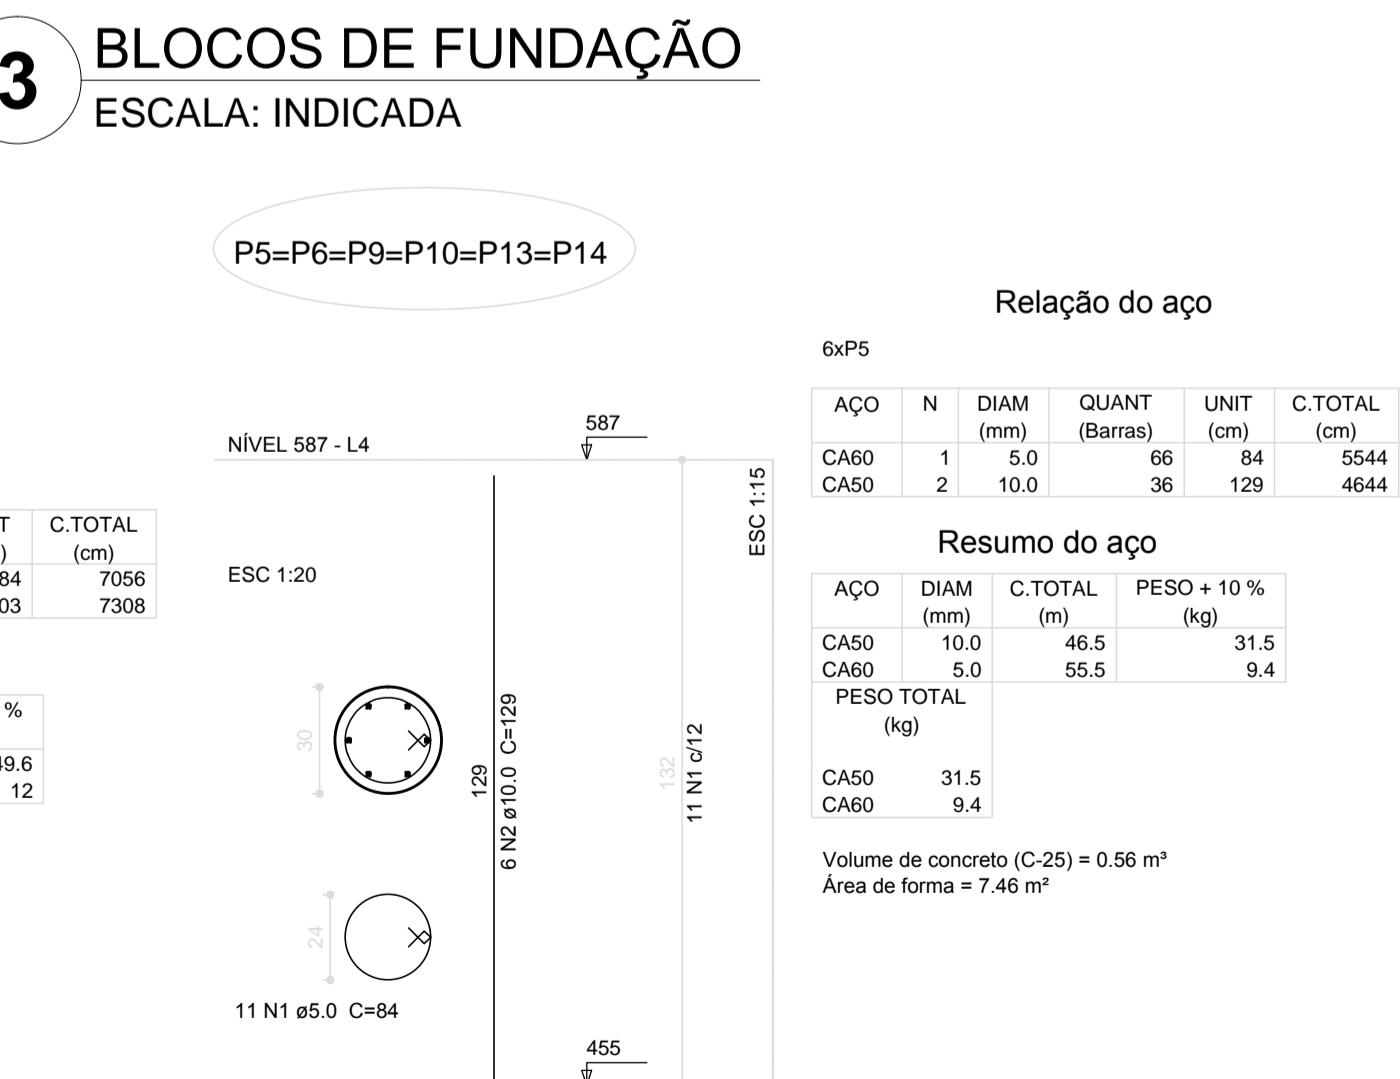 3
BLOCOS DE FUNDAÇÃO
ESCALA: INDICADA
P5=P6=P9=P10=P13=P14
T C.TOTAL
) (cm)
84 7056
03 7308
%
49.6
12
NÍVEL 587 - L4
587
ESC 1:15
ESC 1:20
30
129
6 N2 ø10.0 C=129
132
11 N1 c/12
24
11 N1 ø5.0 C=84
455
Relação do aço
6xP5
AÇO N DIAM QUANT UNIT C.TOTAL
(mm) (Barras) (cm) (cm)
CA60 1 5.0 66 84 5544
CA50 2 10.0 36 129 4644
Resumo do aço
AÇO DIAM C.TOTAL PESO + 10 %
(mm) (m) (kg)
CA50 10.0 46.5 31.5
CA60 5.0 55.5 9.4
PESO TOTAL
(kg)
CA50 31.5
CA60 9.4
Volume de concreto (C-25) = 0.56 m³
Área de forma = 7.46 m²